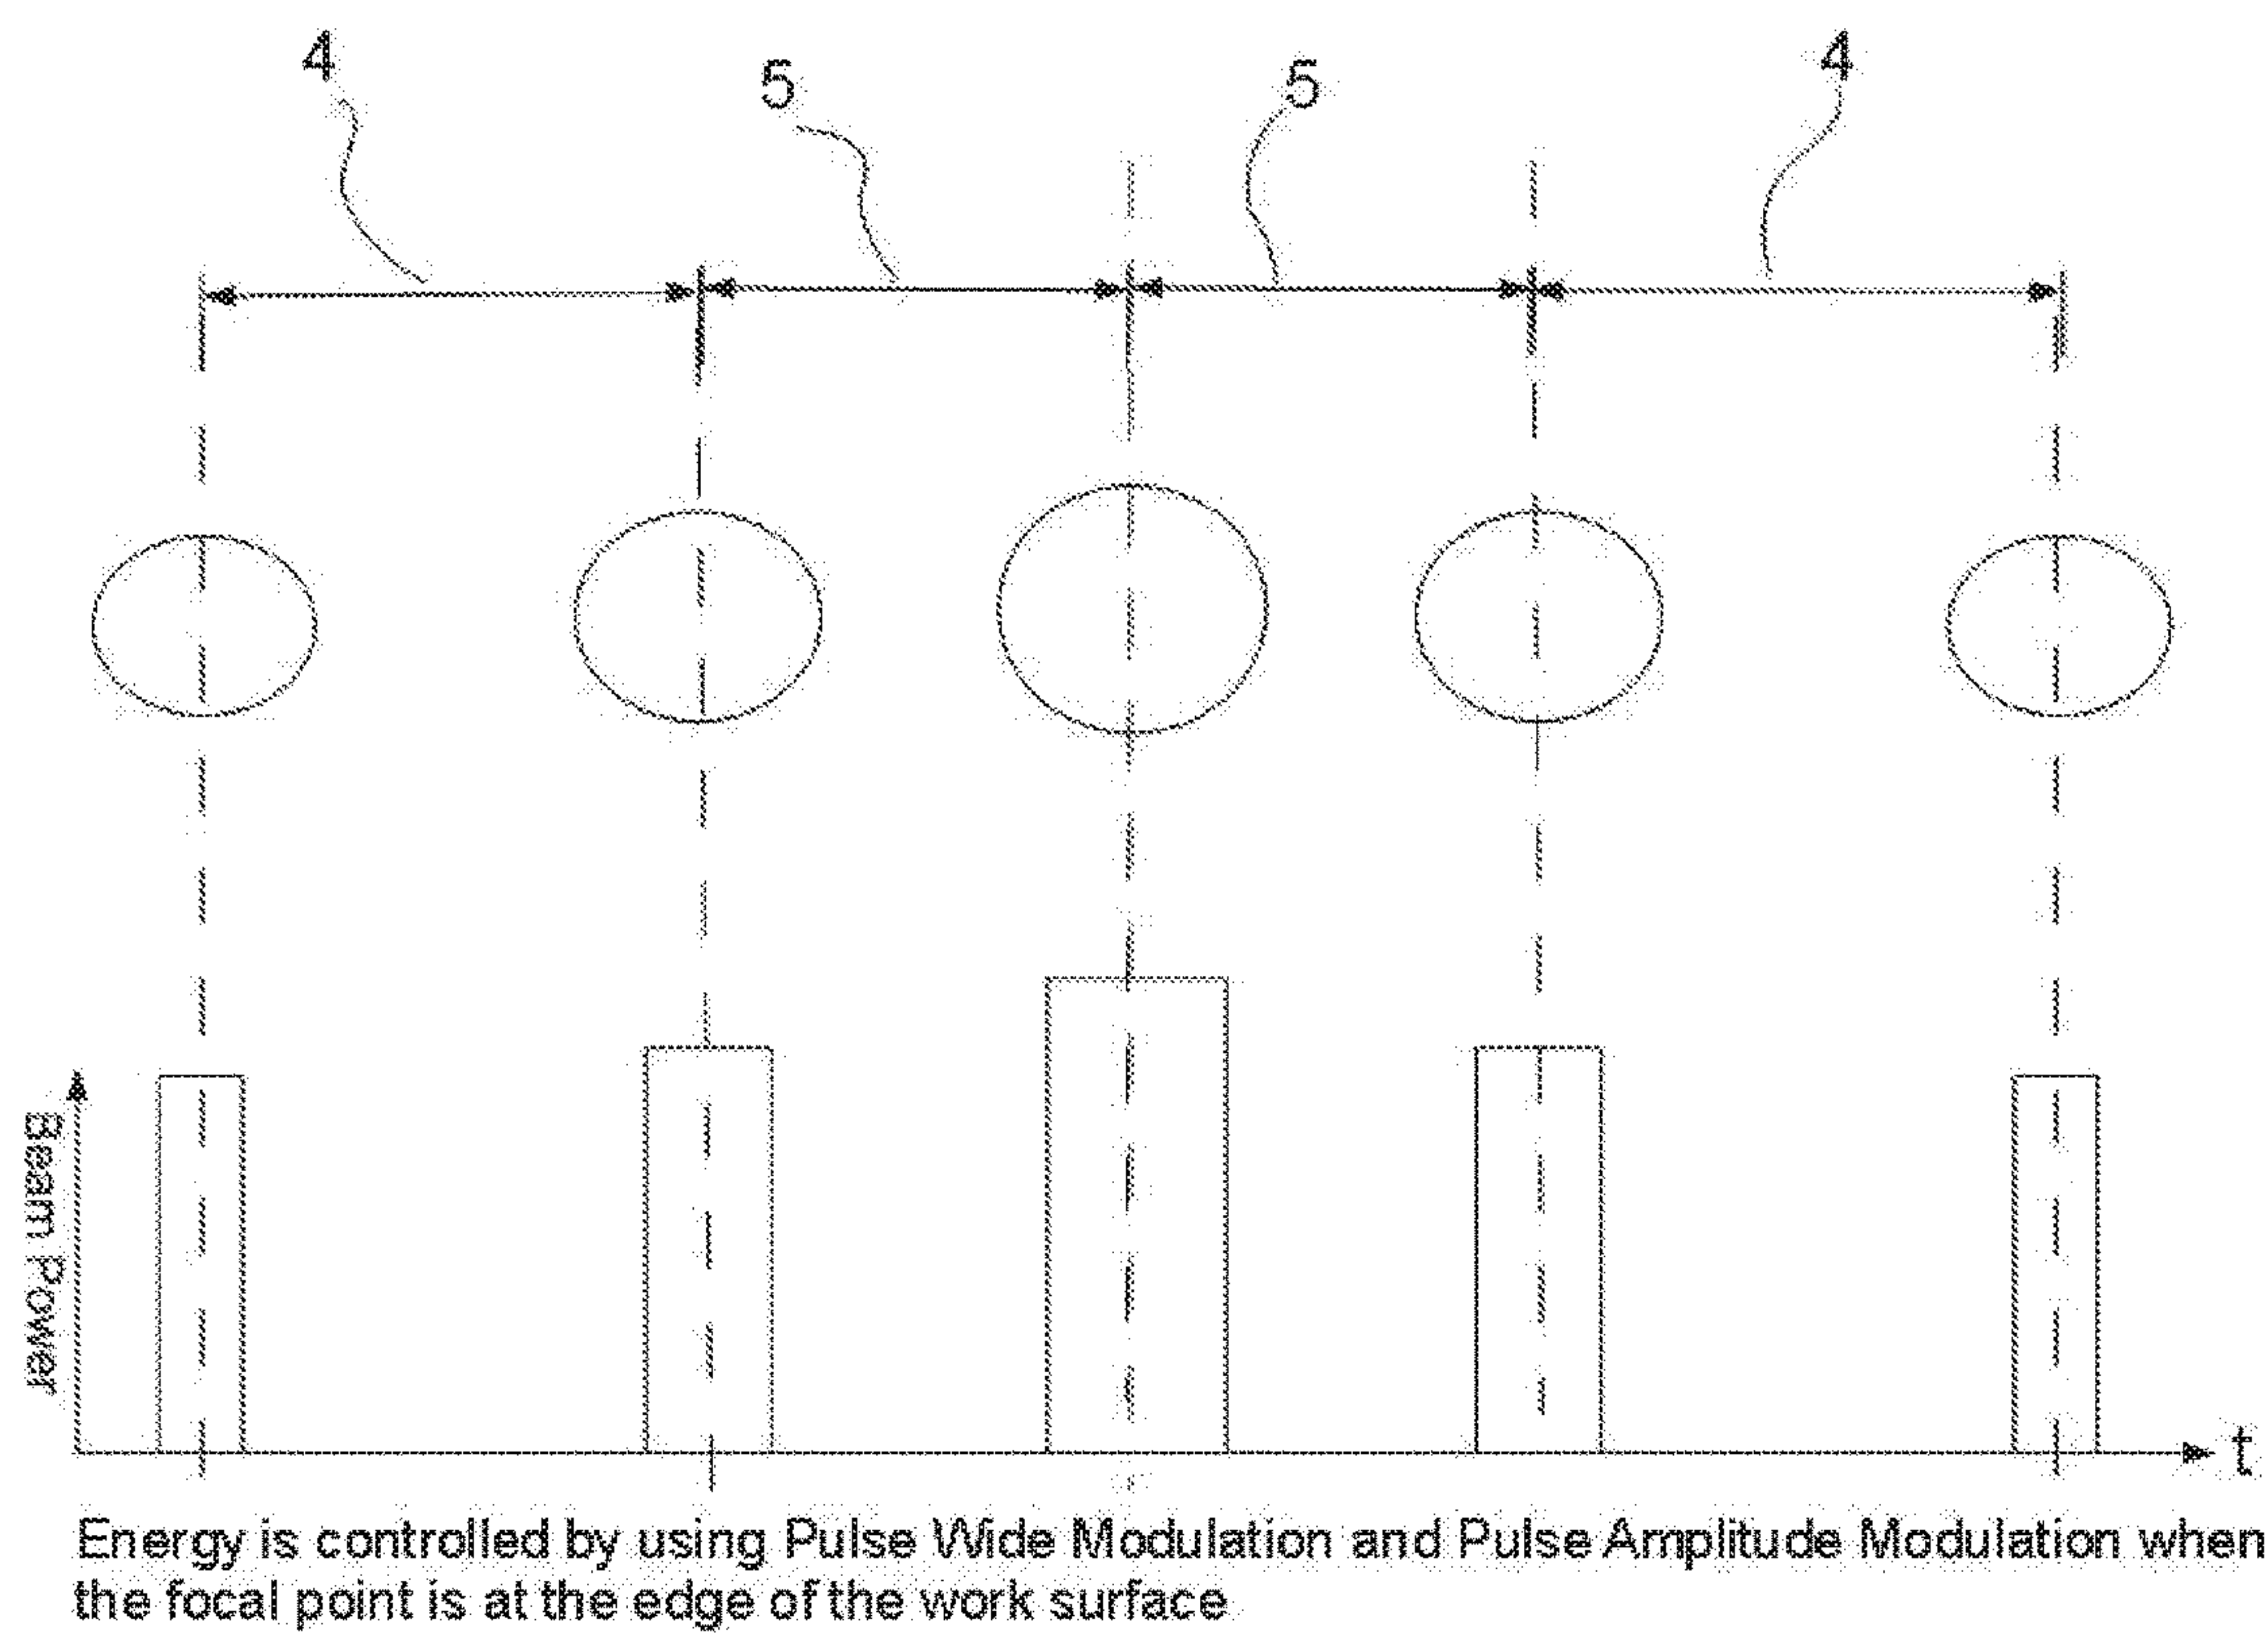 4 5 5 4
Beam Power
t
Energy is controlled by using Pulse Wide Modulation and Pulse Amplitude Modulation when
the focal point is at the edge of the work surface